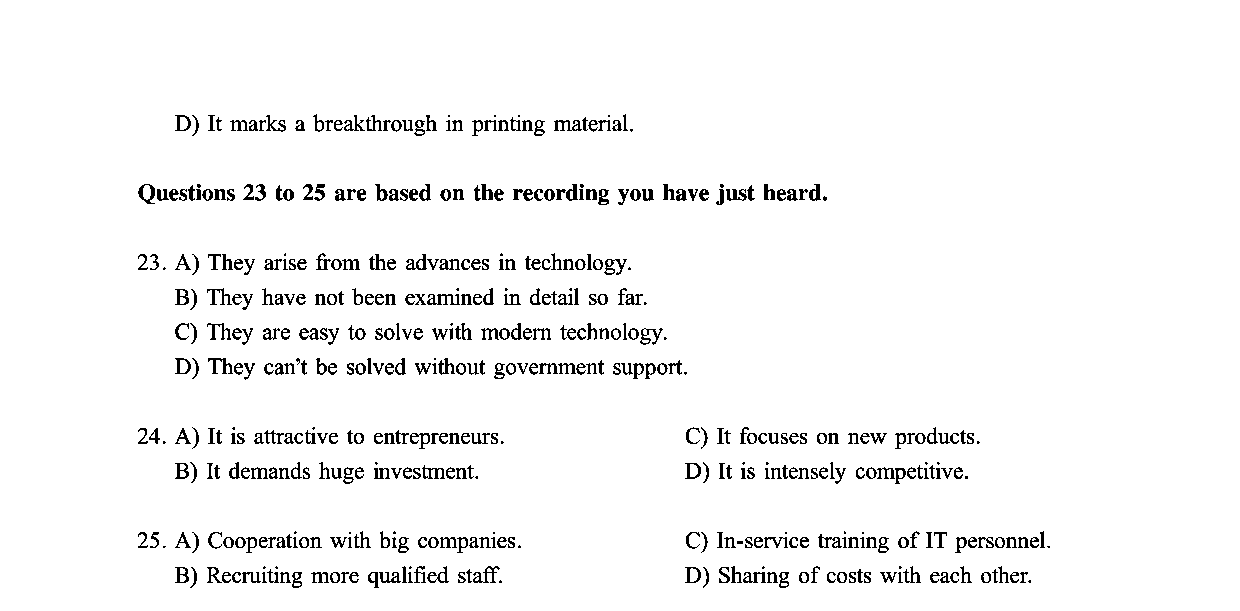 D) It marks a breakthrough in printing material.
Questions 23 to 25 are based on the recording you have just heard.
23. A) They arise from the advances in technology.
B) They have not been examined in detail so far.
C) They are easy to solve with modern technology.
D) They can't be solved without government support.
24. A) It is attractive to entrepreneurs. C) It focuses on new products.
B) It demands huge investment. D) It is intensely competitive.
25. A) Cooperation with big companies. C) In-service training of IT personnel.
B) Recruiting more qualified staff. D) Sharing of costs with each other.